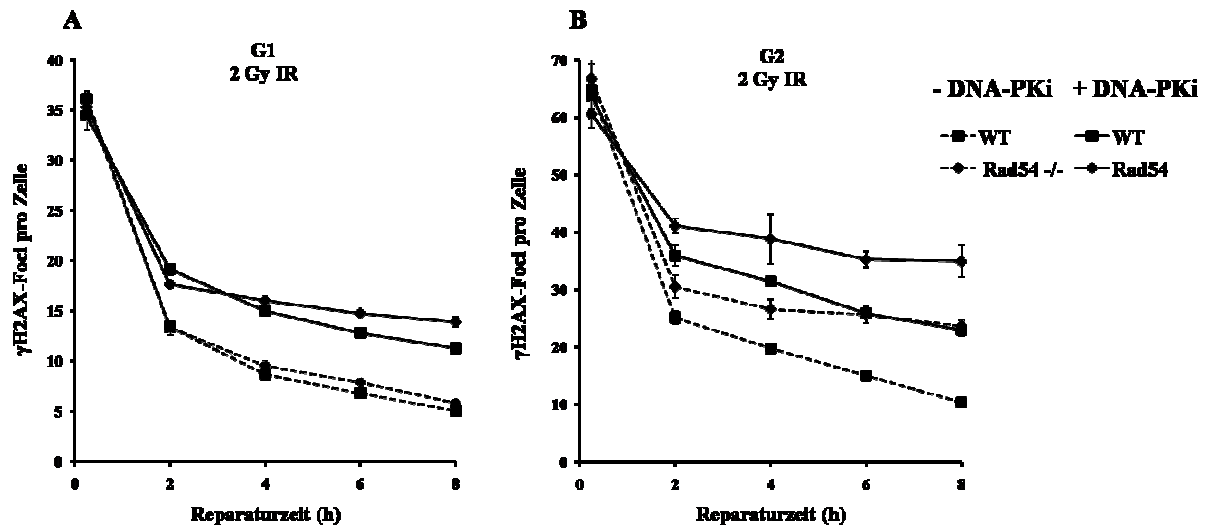 A
G1
2 Gy IR
γH2AX-Foci pro Zelle
40
35
30
25
20
15
10
5
0
0 2 4 6 8
Reparaturzeit (h)
B
G2
2 Gy IR
γH2AX-Foci pro Zelle
70
60
50
40
30
20
10
0
0 2 4 6 8
Reparaturzeit (h)
- DNA-PKi + DNA-PKi
WT WT
Rad54 -/- Rad54